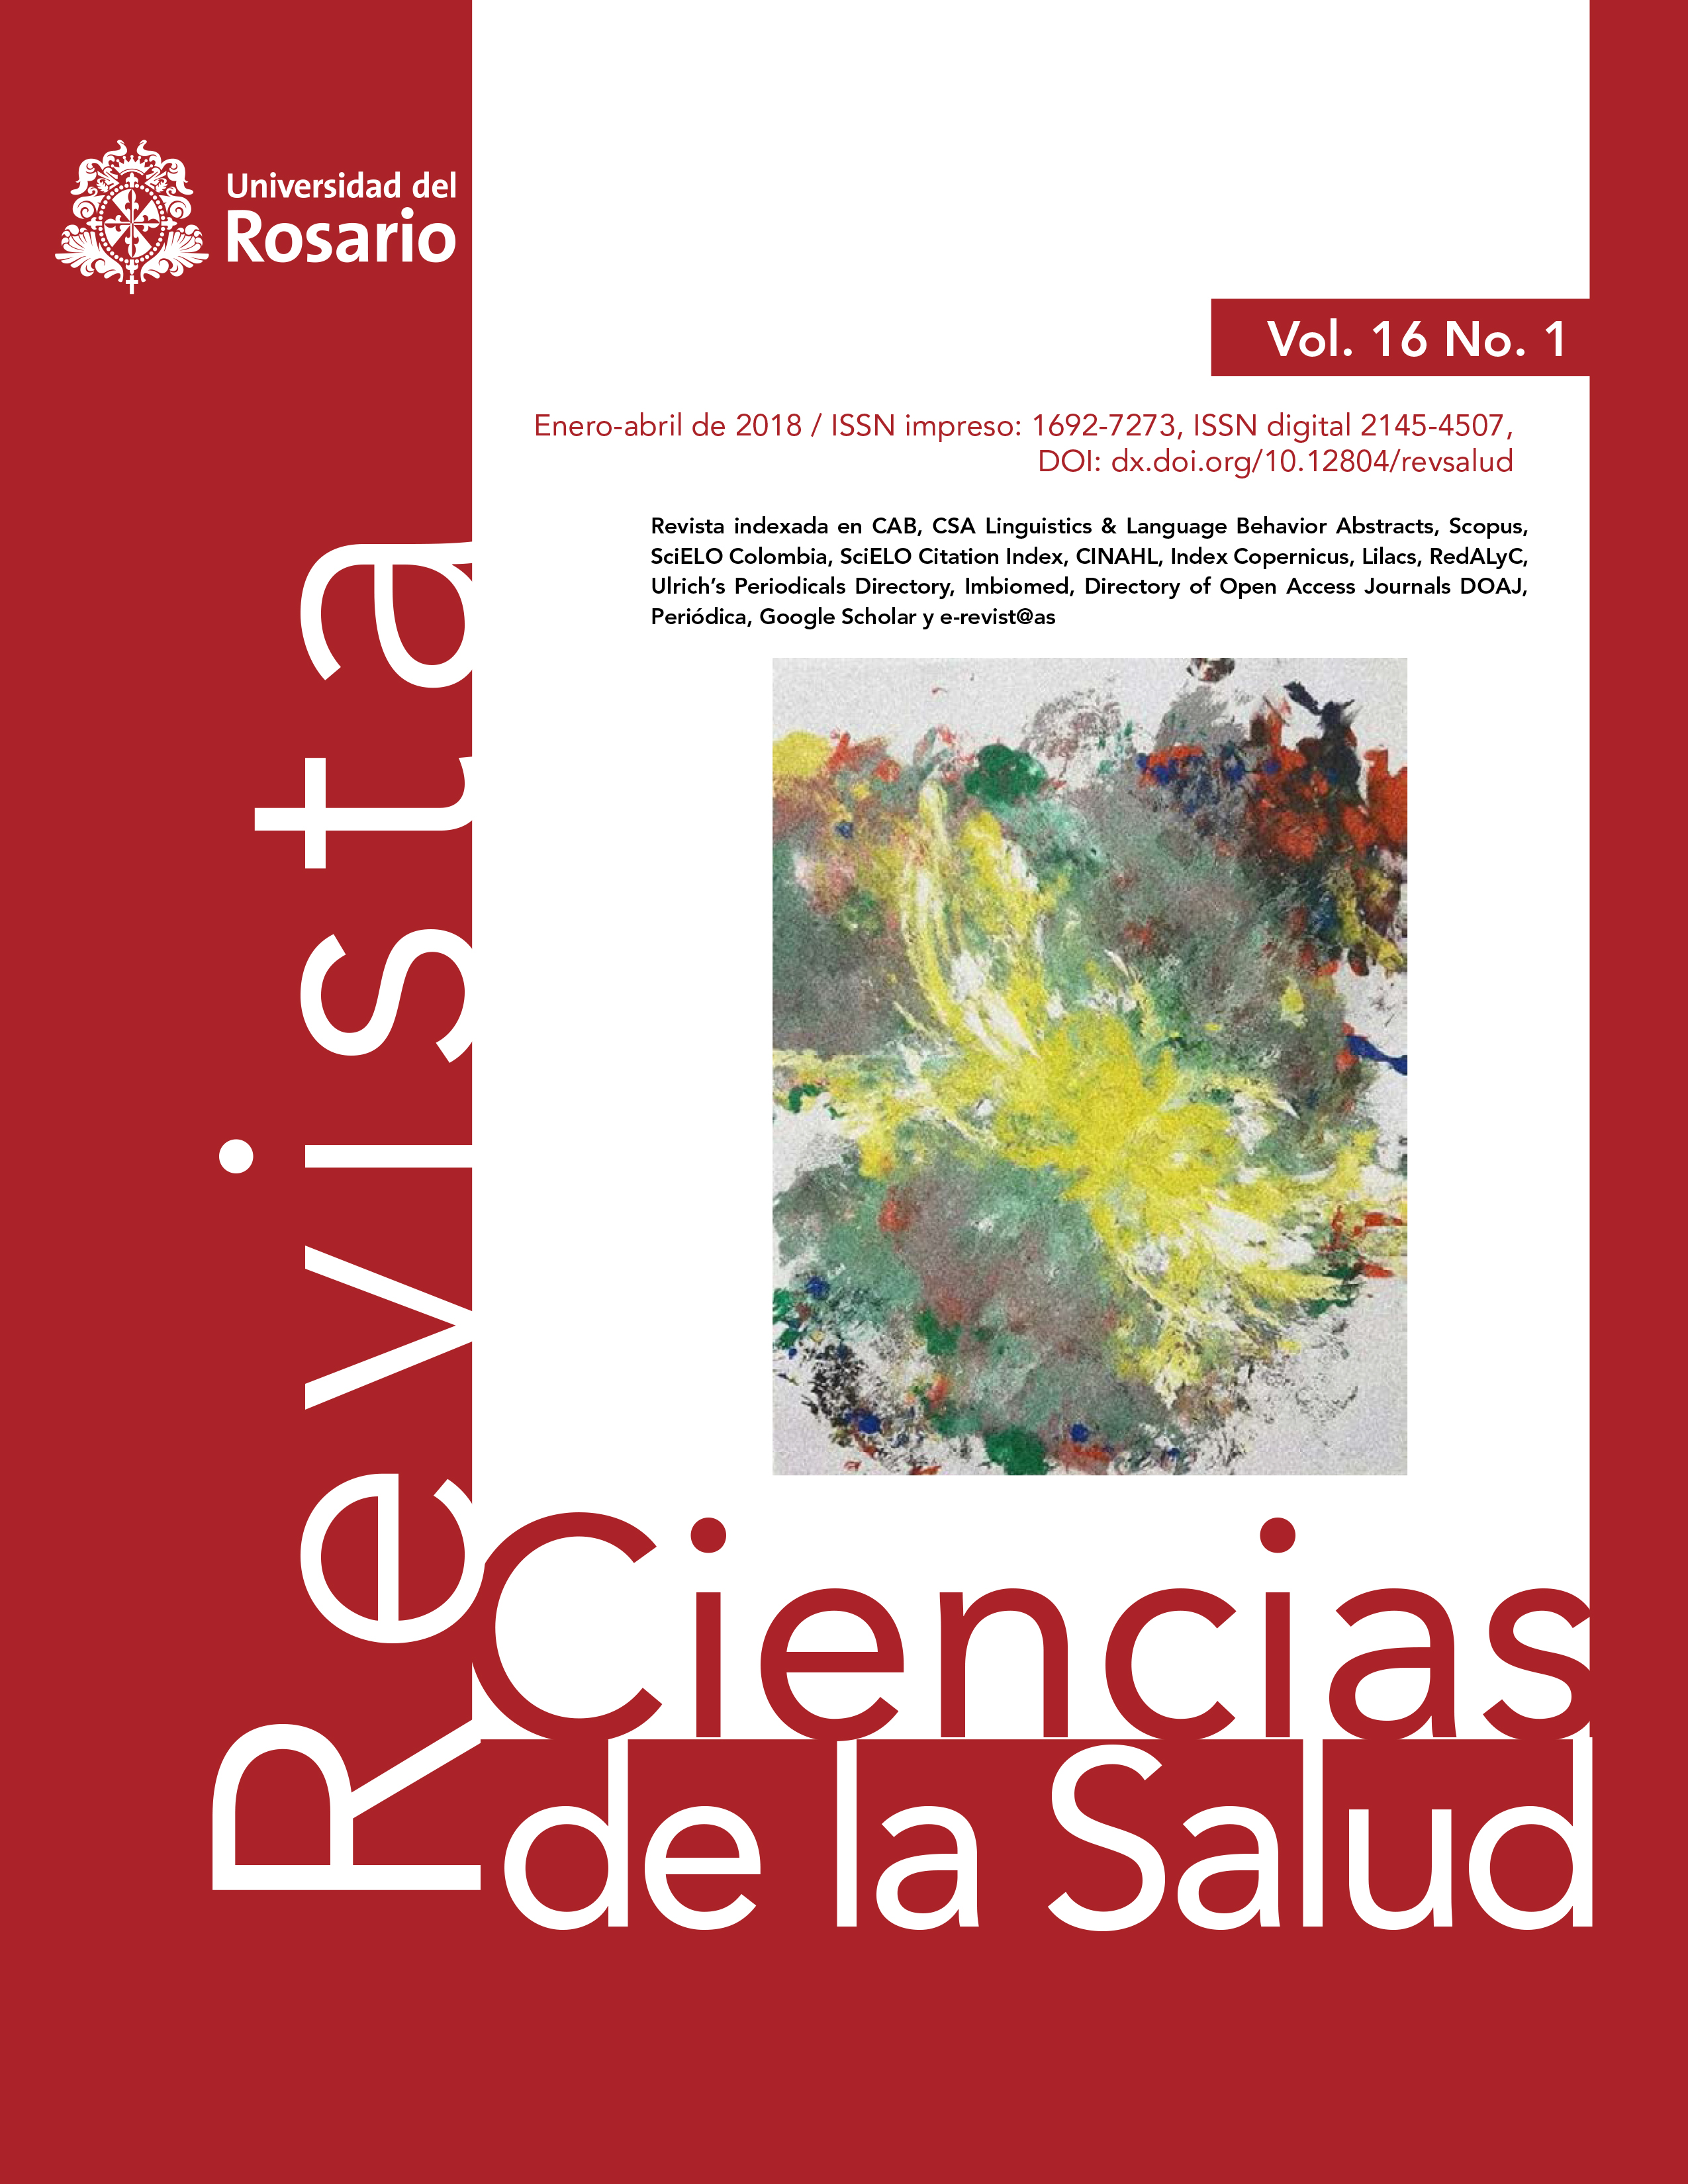 Universidad del
Rosario
Vol. 16 No. 1
Enero-abril de 2018 / ISSN impreso: 1692-7273, ISSN digital 2145-4507,
DOI: dx.doi.org/10.12804/revsalud
Revista indexada en CAB, CSA Linguistics & Language Behavior Abstracts, Scopus,
SciELO Colombia, SciELO Citation Index, CINAHL, Index Copernicus, Lilacs, RedALyC,
Ulrich’s Periodicals Directory, Imbiomed, Directory of Open Access Journals DOAJ,
Periódica, Google Scholar y e-revist@as
Revista
Ciencias
de la Salud